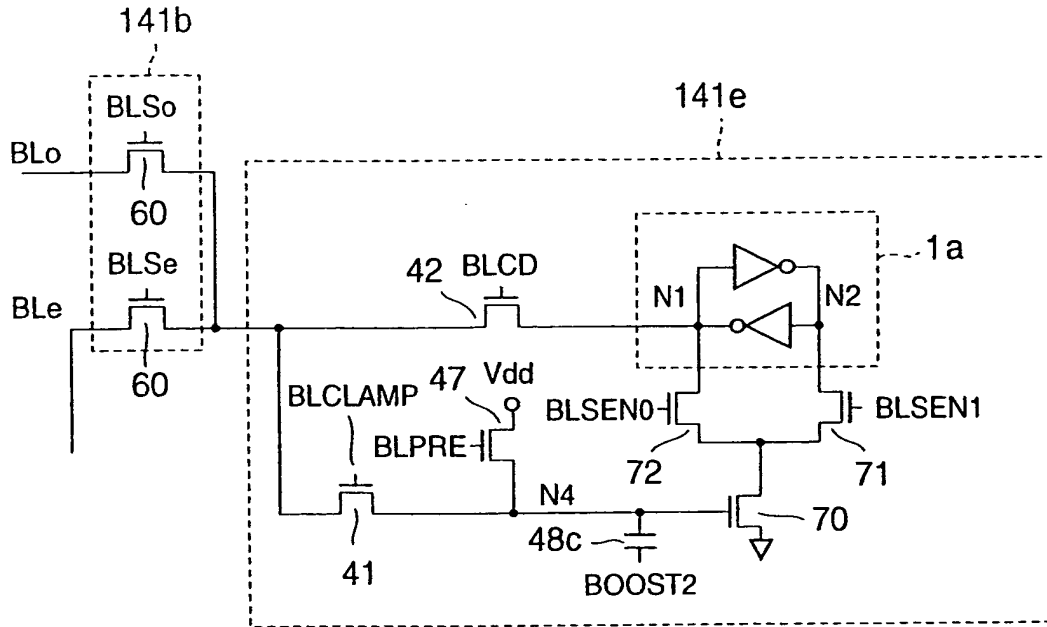 141b
141e
BLSo
BLo
60
1a
BLSe
42
BLCD
N1
N2
BLe
60
47
Vdd
BLCLAMP
BLSEN0
BLSEN1
BLPRE
72
71
N4
70
41
48c
BOOST2